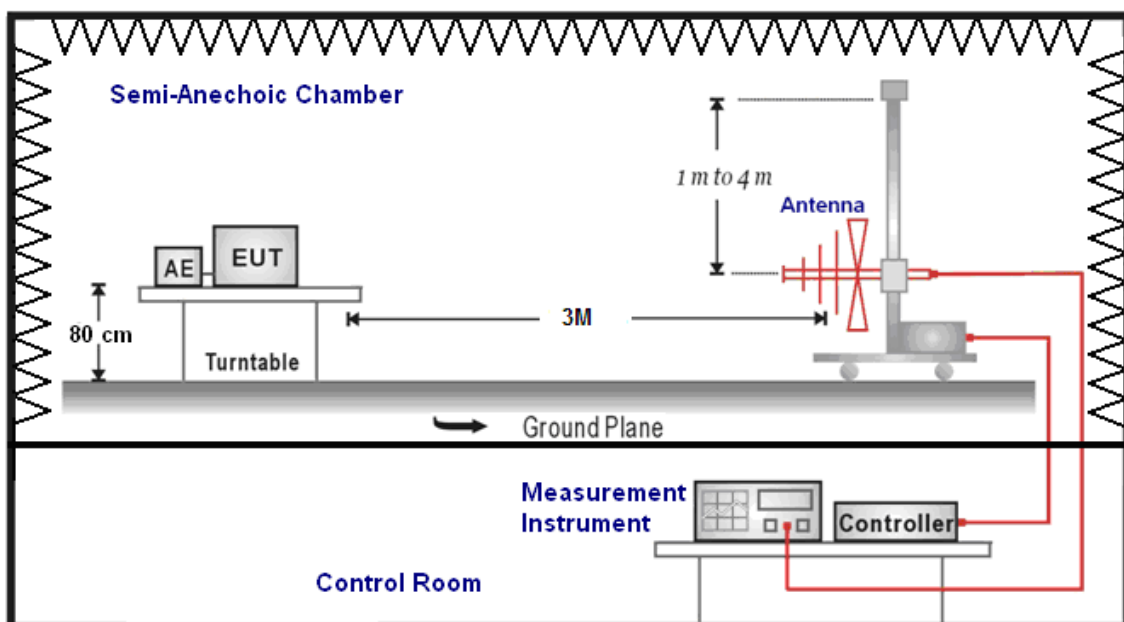 Semi-Anechoic Chamber
1 m to 4 m
Antenna
AE
EUT
80 cm
3M
Turntable
Ground Plane
Measurement
Instrument
Controller
Control Room